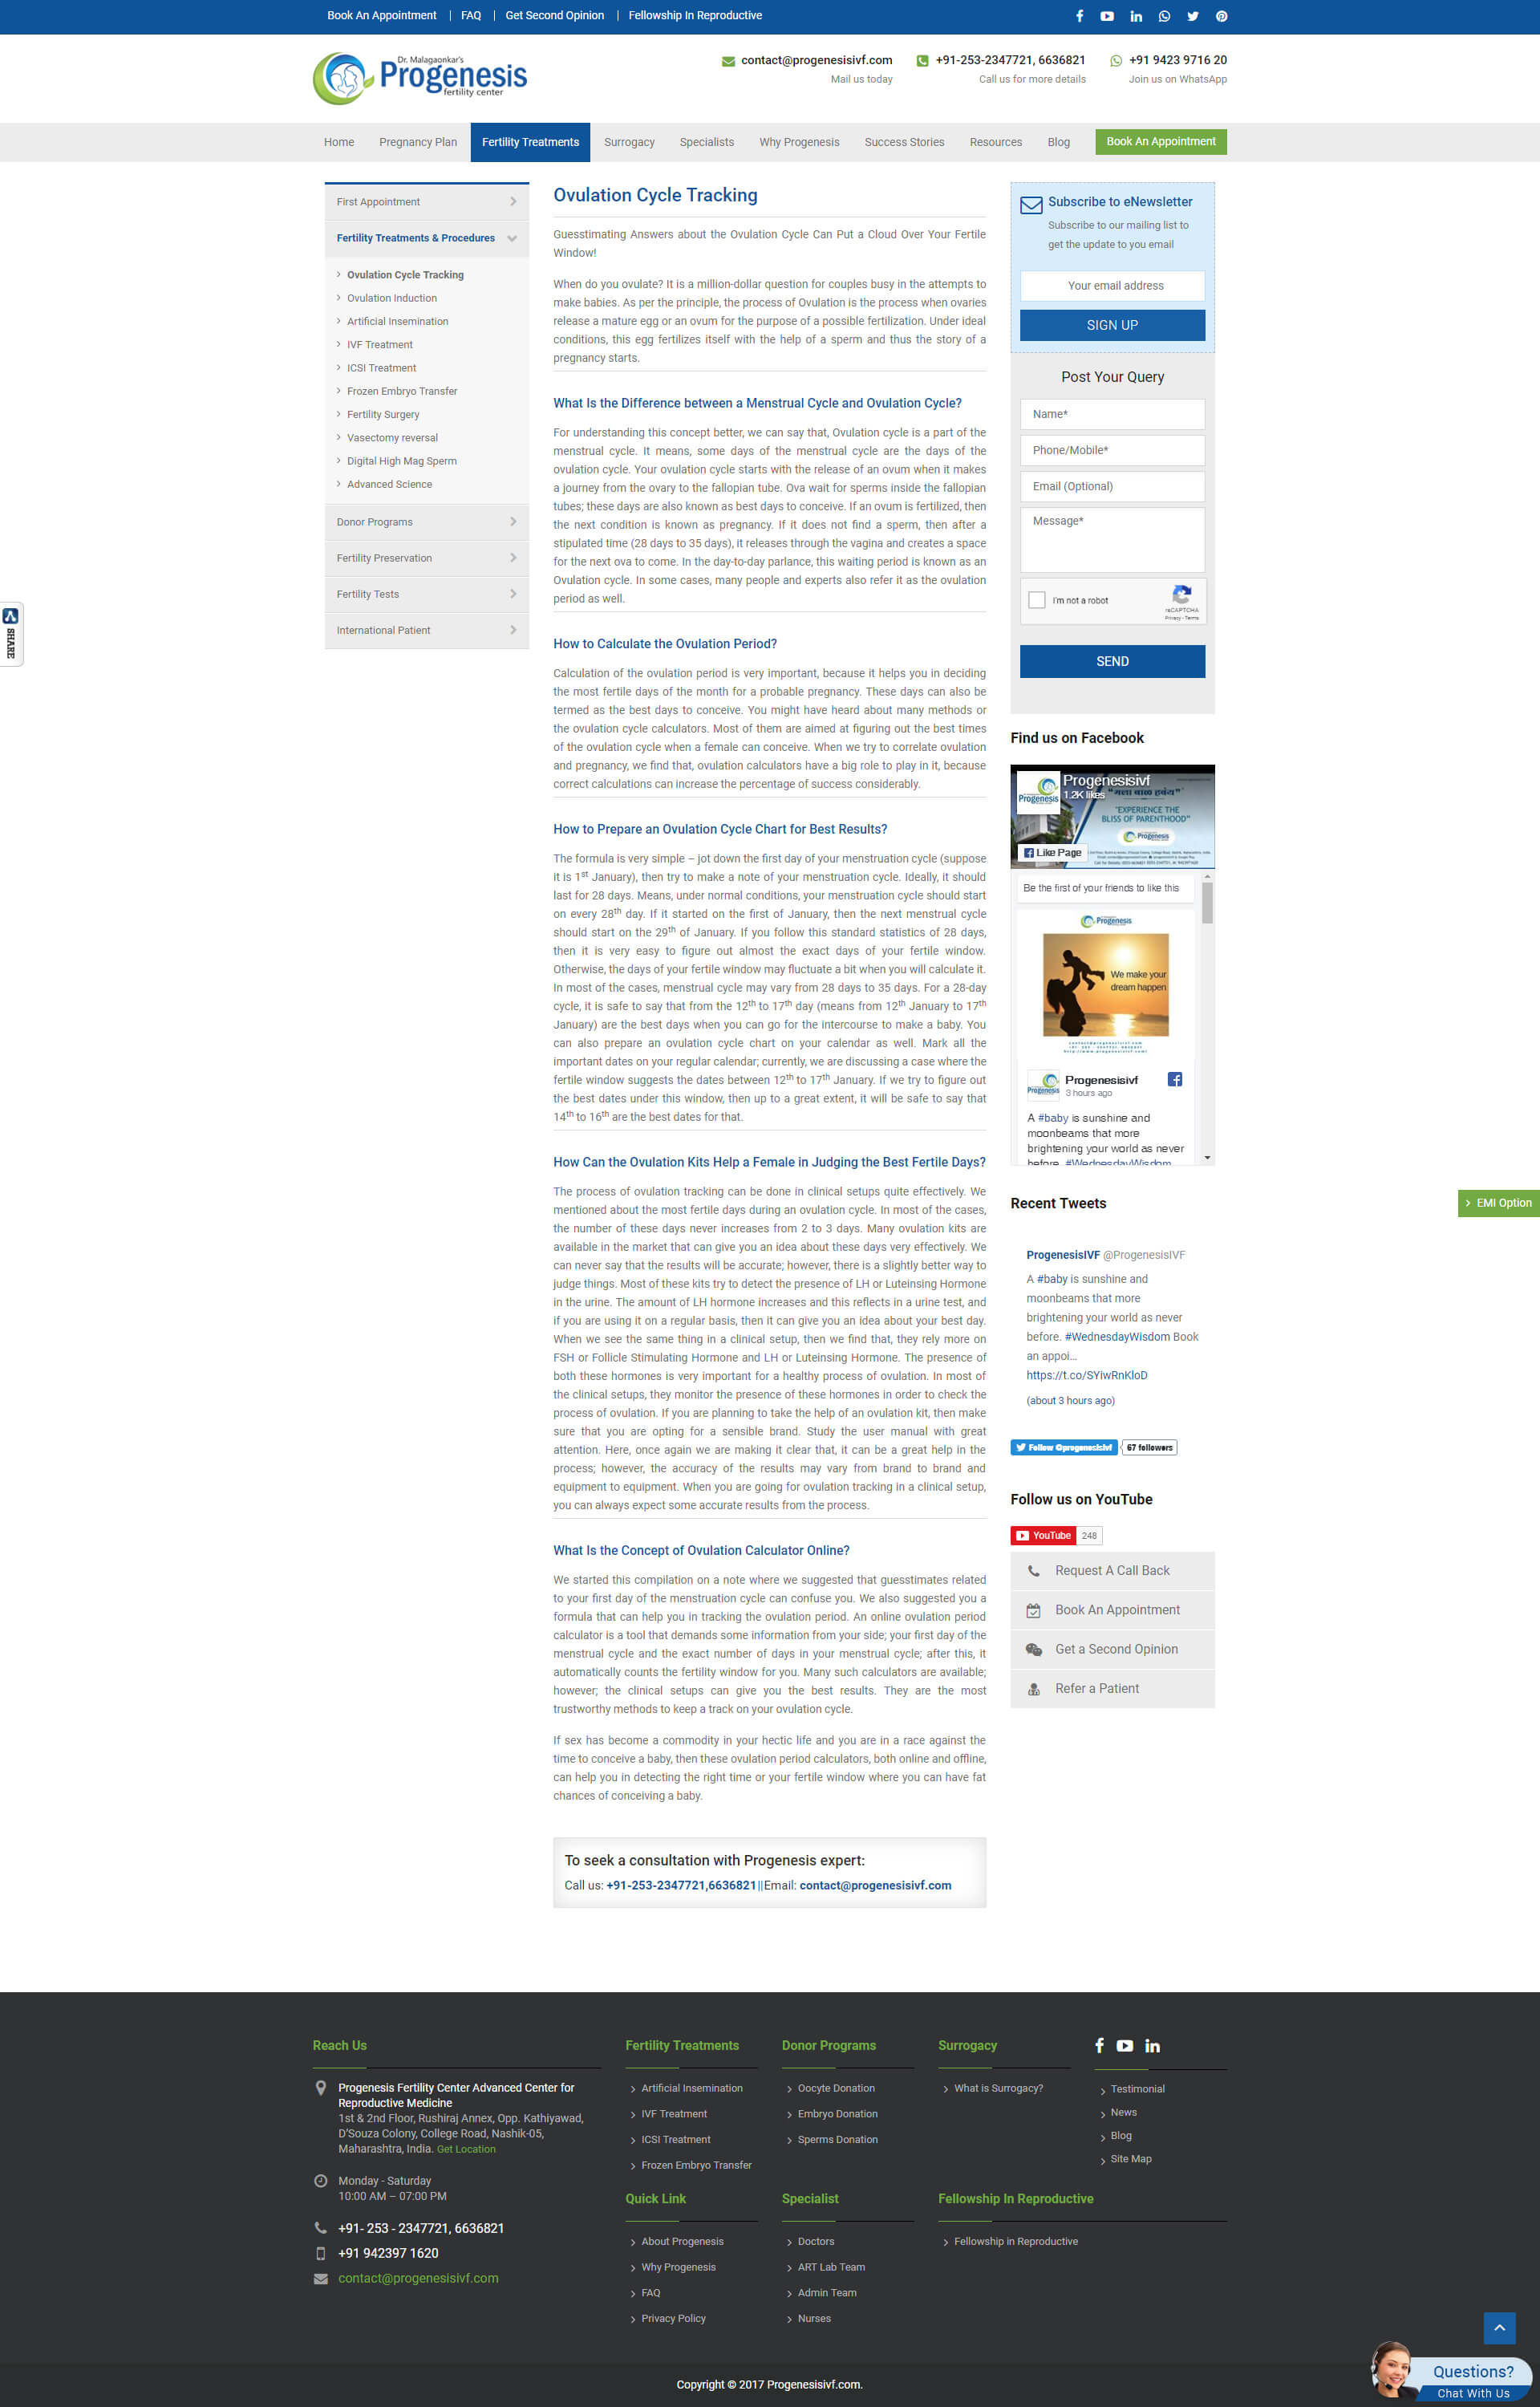 Book An Appointment | FAQ | Get Second Opinion | Fellowship In Reproductive
Dr. Malagaonkar's
Progenesis
fertility center
contact@progenesisivf.com
Mail us today
+91-253-2347721, 6636821
Call us for more details
+91 9423 9716 20
Join us on WhatsApp
Home Pregnancy Plan Fertility Treatments Surrogacy Specialists Why Progenesis Success Stories Resources Blog Book An Appointment
First Appointment
Fertility Treatments & Procedures
Ovulation Cycle Tracking
Ovulation Induction
Artificial Insemination
IVF Treatment
ICSI Treatment
Frozen Embryo Transfer
Fertility Surgery
Vasectomy reversal
Digital High Mag Sperm
Advanced Science
Donor Programs
Fertility Preservation
Fertility Tests
International Patient
SHARE
Ovulation Cycle Tracking
Guesstimating Answers about the Ovulation Cycle Can Put a Cloud Over Your Fertile
Window!
When do you ovulate? It is a million-dollar question for couples busy in the attempts to
make babies. As per the principle, the process of Ovulation is the process when ovaries
release a mature egg or an ovum for the purpose of a possible fertilization. Under ideal
conditions, this egg fertilizes itself with the help of a sperm and thus the story of a
pregnancy starts.
What Is the Difference between a Menstrual Cycle and Ovulation Cycle?
For understanding this concept better, we can say that, Ovulation cycle is a part of the
menstrual cycle. It means, some days of the menstrual cycle are the days of the
ovulation cycle. Your ovulation cycle starts with the release of an ovum when it makes
a journey from the ovary to the fallopian tube. Ova wait for sperms inside the fallopian
tubes; these days are also known as best days to conceive. If an ovum is fertilized, then
the next condition is known as pregnancy. If it does not find a sperm, then after a
stipulated time (28 days to 35 days), it releases through the vagina and creates a space
for the next ova to come. In the day-to-day parlance, this waiting period is known as an
Ovulation cycle. In some cases, many people and experts also refer it as the ovulation
period as well.
How to Calculate the Ovulation Period?
Calculation of the ovulation period is very important, because it helps you in deciding
the most fertile days of the month for a probable pregnancy. These days can also be
termed as the best days to conceive. You might have heard about many methods or
the ovulation cycle calculators. Most of them are aimed at figuring out the best times
of the ovulation cycle when a female can conceive. When we try to correlate ovulation
and pregnancy, we find that, ovulation calculators have a big role to play in it, because
correct calculations can increase the percentage of success considerably.
How to Prepare an Ovulation Cycle Chart for Best Results?
The formula is very simple – jot down the first day of your menstruation cycle (suppose
it is 1st January), then try to make a note of your menstruation cycle. Ideally, it should
last for 28 days. Means, under normal conditions, your menstruation cycle should start
on every 28th day. If it started on the first of January, then the next menstrual cycle
should start on the 29th of January. If you follow this standard statistics of 28 days,
then it is very easy to figure out almost the exact days of your fertile window.
Otherwise, the days of your fertile window may fluctuate a bit when you will calculate it.
In most of the cases, menstrual cycle may vary from 28 days to 35 days. For a 28-day
cycle, it is safe to say that from the 12th to 17th day (means from 12th January to 17th
January) are the best days when you can go for the intercourse to make a baby. You
can also prepare an ovulation cycle chart on your calendar as well. Mark all the
important dates on your regular calendar; currently, we are discussing a case where the
fertile window suggests the dates between 12th to 17th January. If we try to figure out
the best dates under this window, then up to a great extent, it will be safe to say that
14th to 16th are the best dates for that.
How Can the Ovulation Kits Help a Female in Judging the Best Fertile Days?
The process of ovulation tracking can be done in clinical setups quite effectively. We
mentioned about the most fertile days during an ovulation cycle. In most of the cases,
the number of these days never increases from 2 to 3 days. Many ovulation kits are
available in the market that can give you an idea about these days very effectively. We
can never say that the results will be accurate; however, there is a slightly better way to
judge things. Most of these kits try to detect the presence of LH or Luteinsing Hormone
in the urine. The amount of LH hormone increases and this reflects in a urine test, and
if you are using it on a regular basis, then it can give you an idea about your best day.
When we see the same thing in a clinical setup, then we find that, they rely more on
FSH or Follicle Stimulating Hormone and LH or Luteinsing Hormone. The presence of
both these hormones is very important for a healthy process of ovulation. In most of
the clinical setups, they monitor the presence of these hormones in order to check the
process of ovulation. If you are planning to take the help of an ovulation kit, then make
sure that you are opting for a sensible brand. Study the user manual with great
attention. Here, once again we are making it clear that, it can be a great help in the
process; however, the accuracy of the results may vary from brand to brand and
equipment to equipment. When you are going for ovulation tracking in a clinical setup,
you can always expect some accurate results from the process.
What Is the Concept of Ovulation Calculator Online?
We started this compilation on a note where we suggested that guesstimates related
to your first day of the menstruation cycle can confuse you. We also suggested you a
formula that can help you in tracking the ovulation period. An online ovulation period
calculator is a tool that demands some information from your side; your first day of the
menstrual cycle and the exact number of days in your menstrual cycle; after this, it
automatically counts the fertility window for you. Many such calculators are available;
however; the clinical setups can give you the best results. They are the most
trustworthy methods to keep a track on your ovulation cycle.
If sex has become a commodity in your hectic life and you are in a race against the
time to conceive a baby, then these ovulation period calculators, both online and offline,
can help you in detecting the right time or your fertile window where you can have fat
chances of conceiving a baby.
To seek a consultation with Progenesis expert:
Call us: +91-253-2347721,6636821||Email: contact@progenesisivf.com
Subscribe to eNewsletter
Subscribe to our mailing list to
get the update to you email
Your email address
SIGN UP
Post Your Query
Name*
Phone/Mobile*
Email (Optional)
Message*
I'm not a robot
reCAPTCHA
Privacy - Terms
SEND
Find us on Facebook
Progenesisivf
1.2K likes
"मला बाळ हवंय"
"EXPERIENCE THE
BLISS OF PARENTHOOD"
Progenesis
Like Page
Be the first of your friends to like this
Progenesis
We make your
dream happen
Progenesisivf
3 hours ago
A #baby is sunshine and
moonbeams that more
brightening your world as never
before. #WednesdayWisdom
Recent Tweets
EMI Option
ProgenesisIVF @ProgenesisIVF
A #baby is sunshine and
moonbeams that more
brightening your world as never
before. #WednesdayWisdom Book
an appoi…
https://t.co/SYiwRnKloD
(about 3 hours ago)
Follow @progenesisivf
67 followers
Follow us on YouTube
YouTube 248
Request A Call Back
Book An Appointment
Get a Second Opinion
Refer a Patient
Reach Us
Progenesis Fertility Center Advanced Center for
Reproductive Medicine
1st & 2nd Floor, Rushiraj Annex, Opp. Kathiyawad,
D'Souza Colony, College Road, Nashik-05,
Maharashtra, India. Get Location
Monday - Saturday
10:00 AM – 07:00 PM
+91- 253 - 2347721, 6636821
+91 942397 1620
contact@progenesisivf.com
Fertility Treatments
Artificial Insemination
IVF Treatment
ICSI Treatment
Frozen Embryo Transfer
Donor Programs
Oocyte Donation
Embryo Donation
Sperms Donation
Surrogacy
What is Surrogacy?
Testimonial
News
Blog
Site Map
Quick Link
About Progenesis
Why Progenesis
FAQ
Privacy Policy
Specialist
Doctors
ART Lab Team
Admin Team
Nurses
Fellowship In Reproductive
Fellowship in Reproductive
Copyright © 2017 Progenesisivf.com.
Questions?
Chat With Us